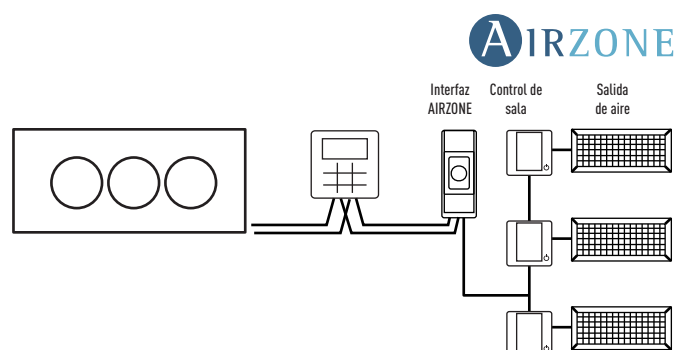 AIRZONE
Interfaz
AIRZONE
Control de
sala
Salida
de aire